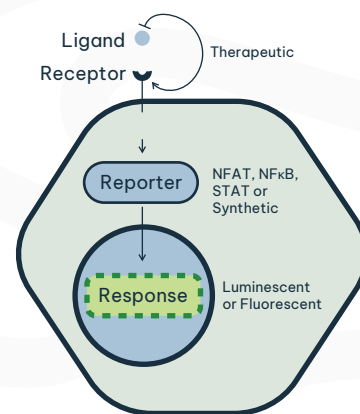 Ligand
Therapeutic
Receptor
Reporter
NFAT, NFκB,
STAT or
Synthetic
Response
Luminescent
or Fluorescent